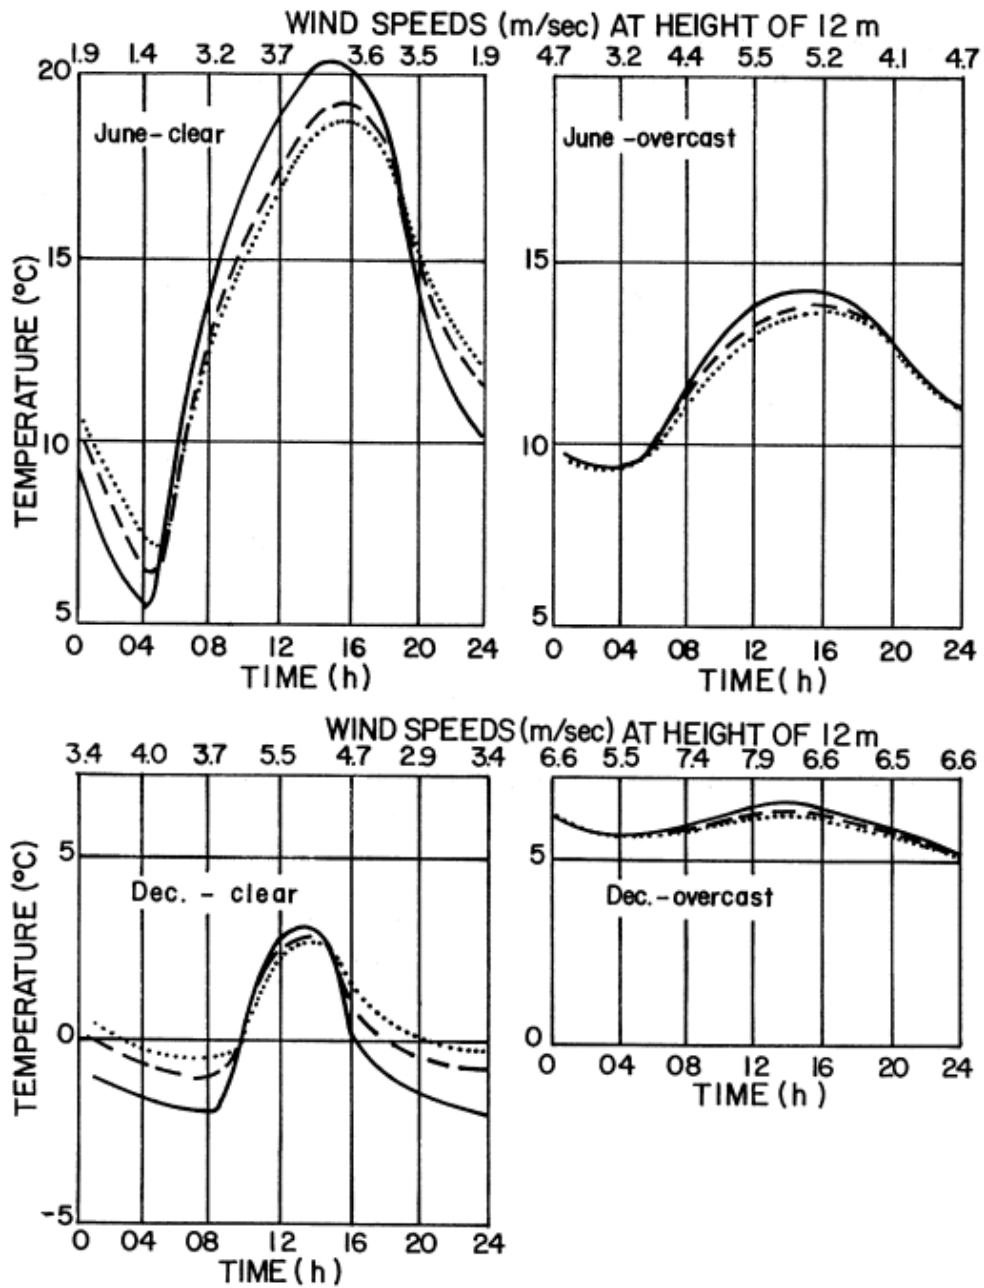 WIND SPEEDS (m/sec) AT HEIGHT OF 12 m
1.9 1.4 3.2 3.7 3.6 3.5 1.9 4.7 3.2 4.4 5.5 5.2 4.1 4.7
20
June-clear
June -overcast
TEMPERATURE (°C)
15 15
10 10
5 5
0 04 08 12 16 20 24 0 04 08 12 16 20 24
TIME (h) TIME (h)
WIND SPEEDS (m/sec) AT HEIGHT OF 12 m
3.4 4.0 3.7 5.5 4.7 2.9 3.4 6.6 5.5 7.4 7.9 6.6 6.5 6.6
5 5
Dec. - clear Dec.-overcast
TEMPERATURE (°C)
0 0
0 04 08 12 16 20 24
TIME (h)
-5
0 04 08 12 16 20 24
TIME (h)